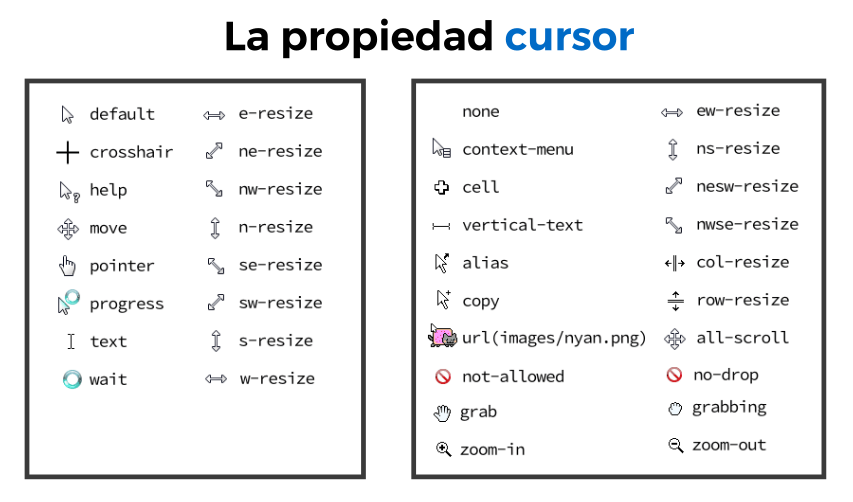 La propiedad cursor
default
crosshair
help
move
pointer
progress
text
wait
e-resize
ne-resize
nw-resize
n-resize
se-resize
sw-resize
s-resize
w-resize
none
context-menu
cell
vertical-text
alias
copy
url(images/nyan.png)
not-allowed
grab
zoom-in
ew-resize
ns-resize
nesw-resize
nwse-resize
col-resize
row-resize
all-scroll
no-drop
grabbing
zoom-out